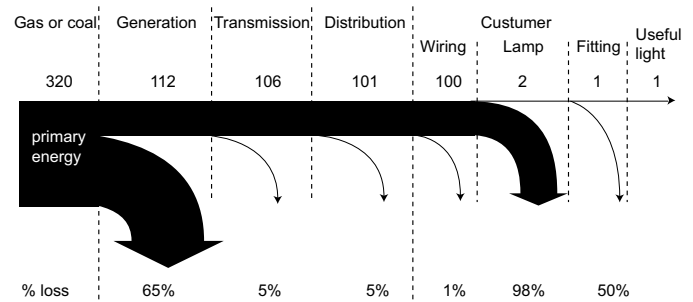 Gas or coal Generation Transmission Distribution Custumer
Wiring Lamp Fitting Useful
light
320 112 106 101 100 2 1 1
primary
energy
% loss 65% 5% 5% 1% 98% 50%